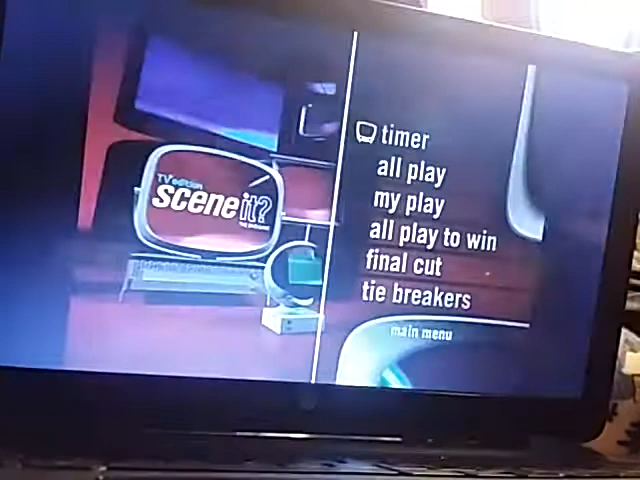 TV edition
scene it?
timer
all play
my play
all play to win
final cut
tie breakers
main menu